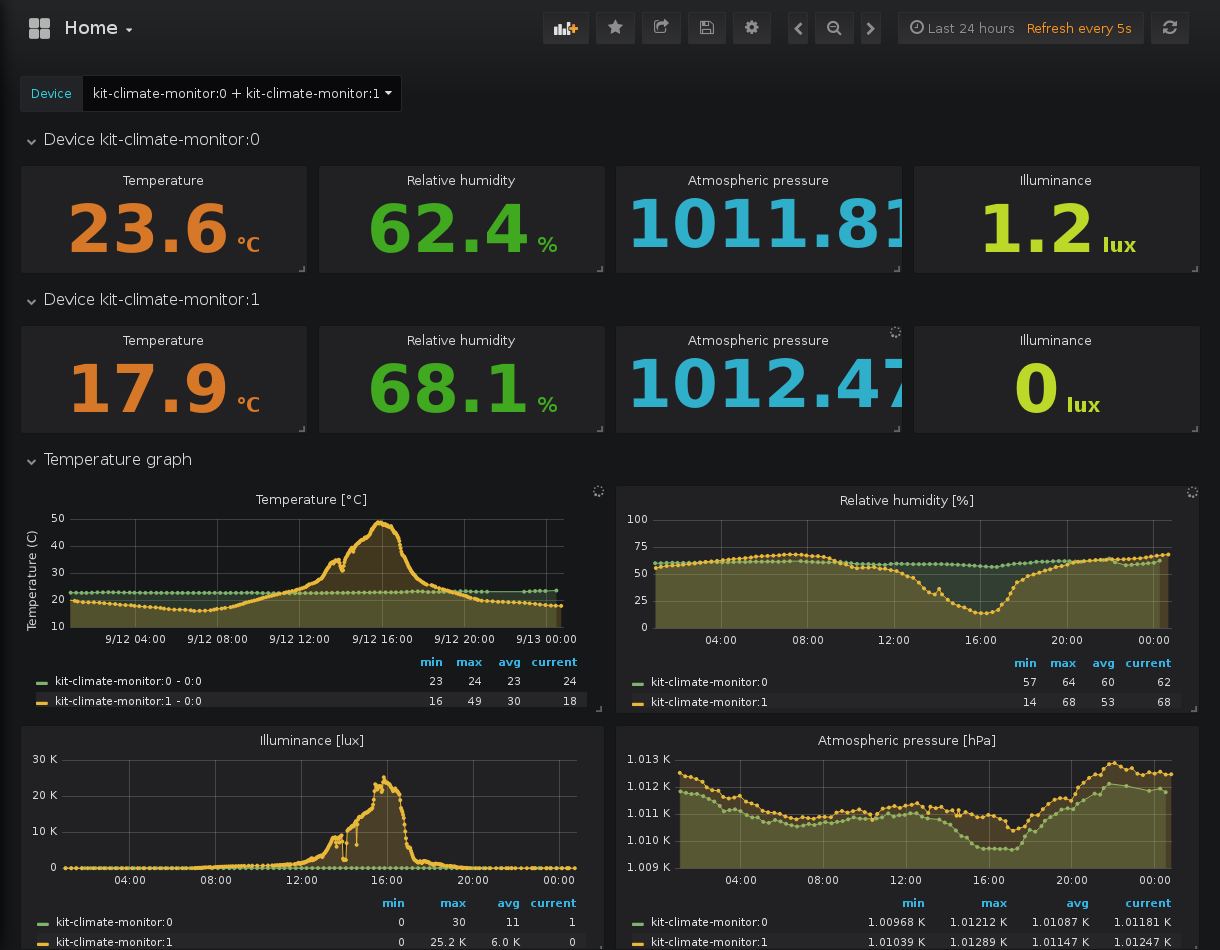 Home
Last 24 hours Refresh every 5s
Device kit-climate-monitor:0 + kit-climate-monitor:1
Device kit-climate-monitor:0
Temperature Relative humidity Atmospheric pressure Illuminance
23.6 °C 62.4 % 1011.81 1.2 lux
Device kit-climate-monitor:1
Temperature Relative humidity Atmospheric pressure Illuminance
17.9 °C 68.1 % 1012.47 0 lux
Temperature graph
Temperature [°C]
Temperature (C)
50
40
30
20
10
9/12 04:00 9/12 08:00 9/12 12:00 9/12 16:00 9/12 20:00 9/13 00:00
min max avg current
kit-climate-monitor:0 - 0:0 23 24 23 24
kit-climate-monitor:1 - 0:0 16 49 30 18
Relative humidity [%]
100
75
50
25
0
04:00 08:00 12:00 16:00 20:00 00:00
min max avg current
kit-climate-monitor:0 57 64 60 62
kit-climate-monitor:1 14 68 53 68
Illuminance [lux]
30 K
20 K
10 K
0
04:00 08:00 12:00 16:00 20:00 00:00
min max avg current
kit-climate-monitor:0 0 30 11 1
kit-climate-monitor:1 0 25.2 K 6.0 K 0
Atmospheric pressure [hPa]
1.013 K
1.012 K
1.011 K
1.010 K
1.009 K
04:00 08:00 12:00 16:00 20:00 00:00
min max avg current
kit-climate-monitor:0 1.00968 K 1.01212 K 1.01087 K 1.01181 K
kit-climate-monitor:1 1.01039 K 1.01289 K 1.01147 K 1.01247 K